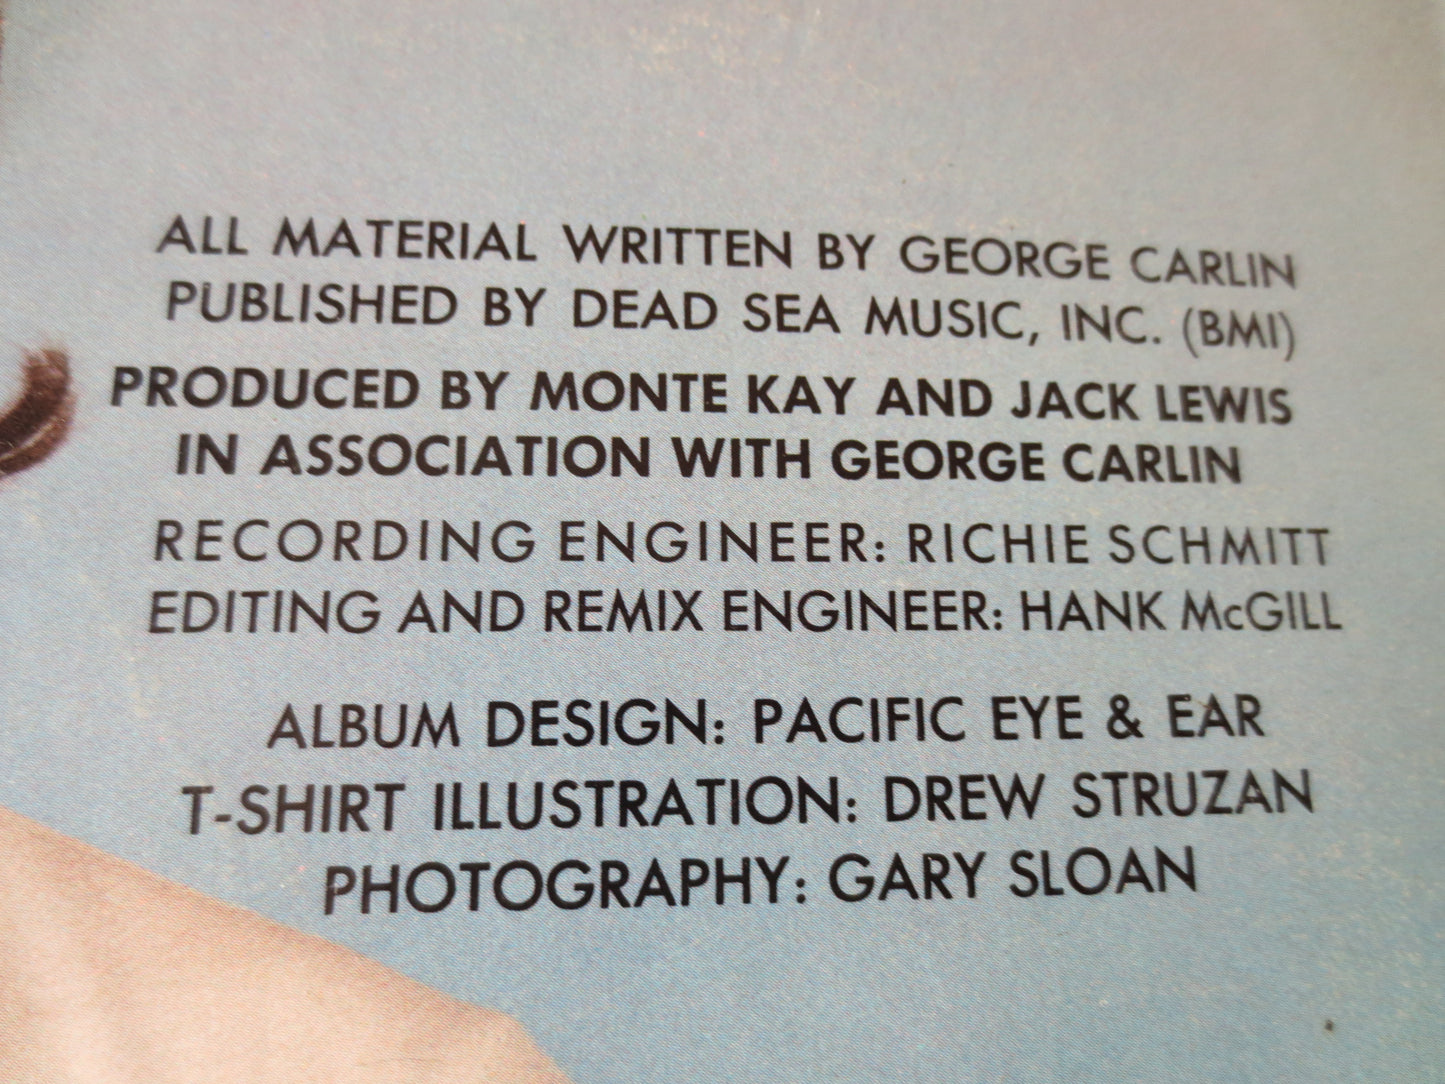 ALL MATERIAL WRITTEN BY GEORGE CARLIN
PUBLISHED BY DEAD SEA MUSIC, INC. (BMI)
PRODUCED BY MONTE KAY AND JACK LEWIS
IN ASSOCIATION WITH GEORGE CARLIN
RECORDING ENGINEER: RICHIE SCHMITT
EDITING AND REMIX ENGINEER: HANK McGILL
ALBUM DESIGN: PACIFIC EYE & EAR
T-SHIRT ILLUSTRATION: DREW STRUZAN
PHOTOGRAPHY: GARY SLOAN